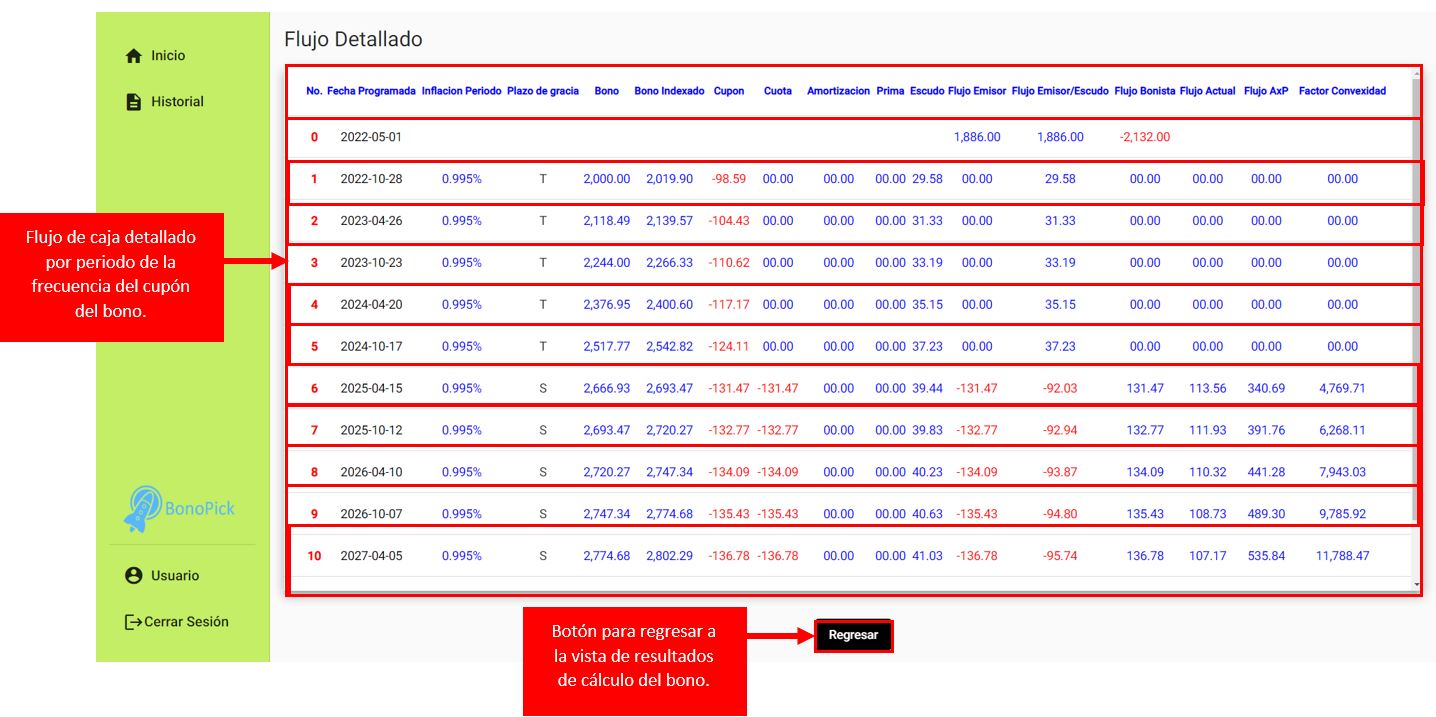 Inicio
Historial
Flujo Detallado
No. Fecha Programada Inflacion Periodo Plazo de gracia Bono Bono Indexado Cupon Cuota Amortizacion Prima Escudo Flujo Emisor Flujo Emisor/Escudo Flujo Bonista Flujo Actual Flujo AxP Factor Convexidad
0 2022-05-01 1,886.00 1,886.00 -2,132.00
1 2022-10-28 0.995% T 2,000.00 2,019.90 -98.59 00.00 00.00 00.00 29.58 00.00 29.58 00.00 00.00 00.00 00.00
2 2023-04-26 0.995% T 2,118.49 2,139.57 -104.43 00.00 00.00 00.00 31.33 00.00 31.33 00.00 00.00 00.00 00.00
3 2023-10-23 0.995% T 2,244.00 2,266.33 -110.62 00.00 00.00 00.00 33.19 00.00 33.19 00.00 00.00 00.00 00.00
4 2024-04-20 0.995% T 2,376.95 2,400.60 -117.17 00.00 00.00 00.00 35.15 00.00 35.15 00.00 00.00 00.00 00.00
5 2024-10-17 0.995% T 2,517.77 2,542.82 -124.11 00.00 00.00 00.00 37.23 00.00 37.23 00.00 00.00 00.00 00.00
6 2025-04-15 0.995% S 2,666.93 2,693.47 -131.47 -131.47 00.00 00.00 39.44 -131.47 -92.03 131.47 113.56 340.69 4,769.71
7 2025-10-12 0.995% S 2,693.47 2,720.27 -132.77 -132.77 00.00 00.00 39.83 -132.77 -92.94 132.77 111.93 391.76 6,268.11
8 2026-04-10 0.995% S 2,720.27 2,747.34 -134.09 -134.09 00.00 00.00 40.23 -134.09 -93.87 134.09 110.32 441.28 7,943.03
9 2026-10-07 0.995% S 2,747.34 2,774.68 -135.43 -135.43 00.00 00.00 40.63 -135.43 -94.80 135.43 108.73 489.30 9,785.92
10 2027-04-05 0.995% S 2,774.68 2,802.29 -136.78 -136.78 00.00 00.00 41.03 -136.78 -95.74 136.78 107.17 535.84 11,788.47
Flujo de caja detallado
por periodo de la
frecuencia del cupón
del bono.
BonoPick
Usuario
Cerrar Sesión
Botón para regresar a
la vista de resultados
de cálculo del bono.
Regresar